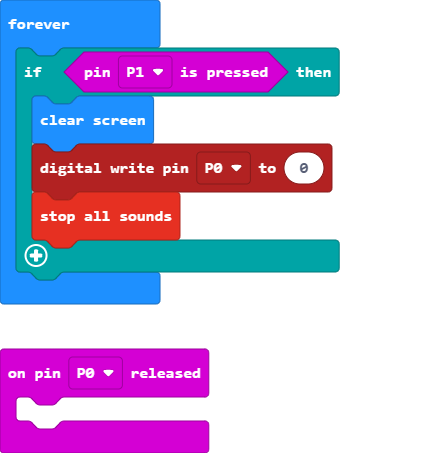 forever
if pin P1 is pressed then
clear screen
digital write pin P0 to 0
stop all sounds
on pin P0 released